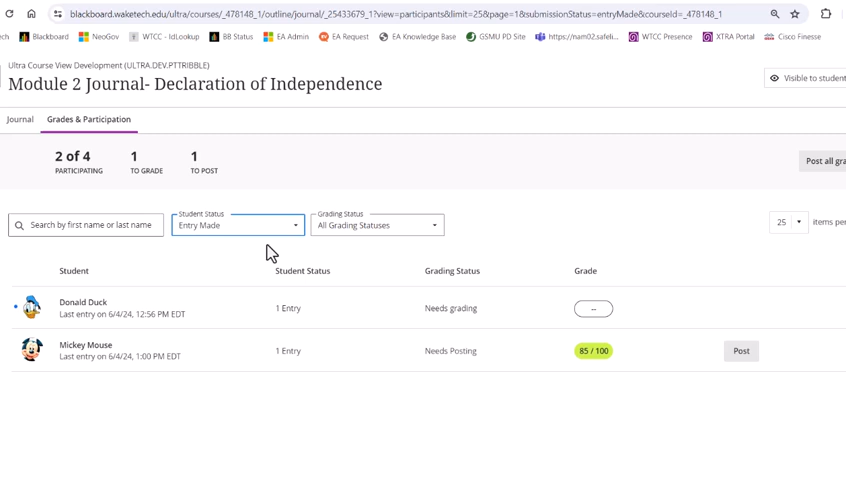 blackboard.waketech.edu/ultra/courses/_478148_1/outline/journal/_25433679_1?view=participants&limit=25&page=1&submissionStatus=entryMade&courseId=_478148_1
ech Blackboard NeoGov WTCC - IdLookup BB Status EA Admin EA Request EA Knowledge Base GSMU PD Site https://nam02.safeli... WTCC Presence XTRA Portal Cisco Finesse
Ultra Course View Development (ULTRA.DEV.PTTRIBBLE)
Module 2 Journal- Declaration of Independence
Visible to student
Journal Grades & Participation
2 of 4 1 1
PARTICIPATING TO GRADE TO POST
Post all gra
Student Status Grading Status
Search by first name or last name Entry Made All Grading Statuses 25 items per
Student Student Status Grading Status Grade
Donald Duck
Last entry on 6/4/24, 12:56 PM EDT
1 Entry Needs grading --
Mickey Mouse
Last entry on 6/4/24, 1:00 PM EDT
1 Entry Needs Posting 85 / 100 Post